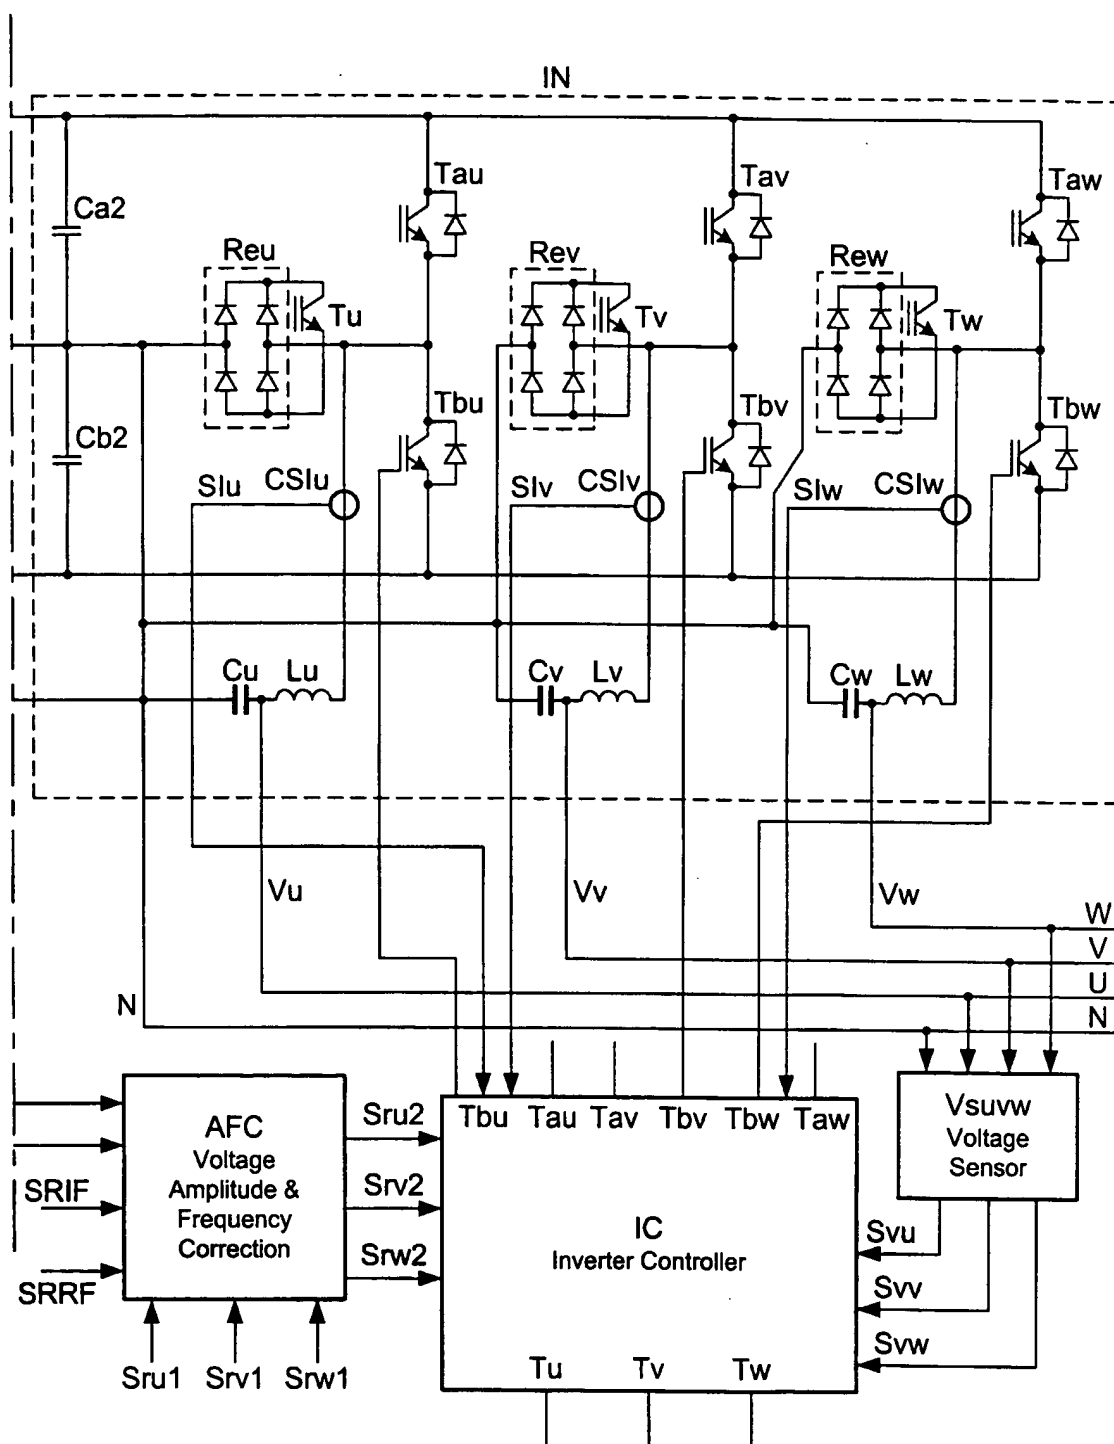 IN
Tau
Tav
Taw
Ca2
Reu
Rev
Rew
Tu
Tv
Tw
Tbu
Tbv
Tbw
Cb2
SIu
CSIu
SIv
CSIv
SIw
CSIw
Cu
Lu
Cv
Lv
Cw
Lw
Vu
Vv
Vw
W
V
U
N
N
Tbu
Tau
Tav
Tbv
Tbw
Taw
AFC
Voltage
Amplitude &
Frequency
Correction
SRIF
SRRF
Sru2
Srv2
Srw2
IC
Inverter Controller
Vsuvw
Voltage
Sensor
Svu
Svv
Svw
Sru1
Srv1
Srw1
Tu
Tv
Tw